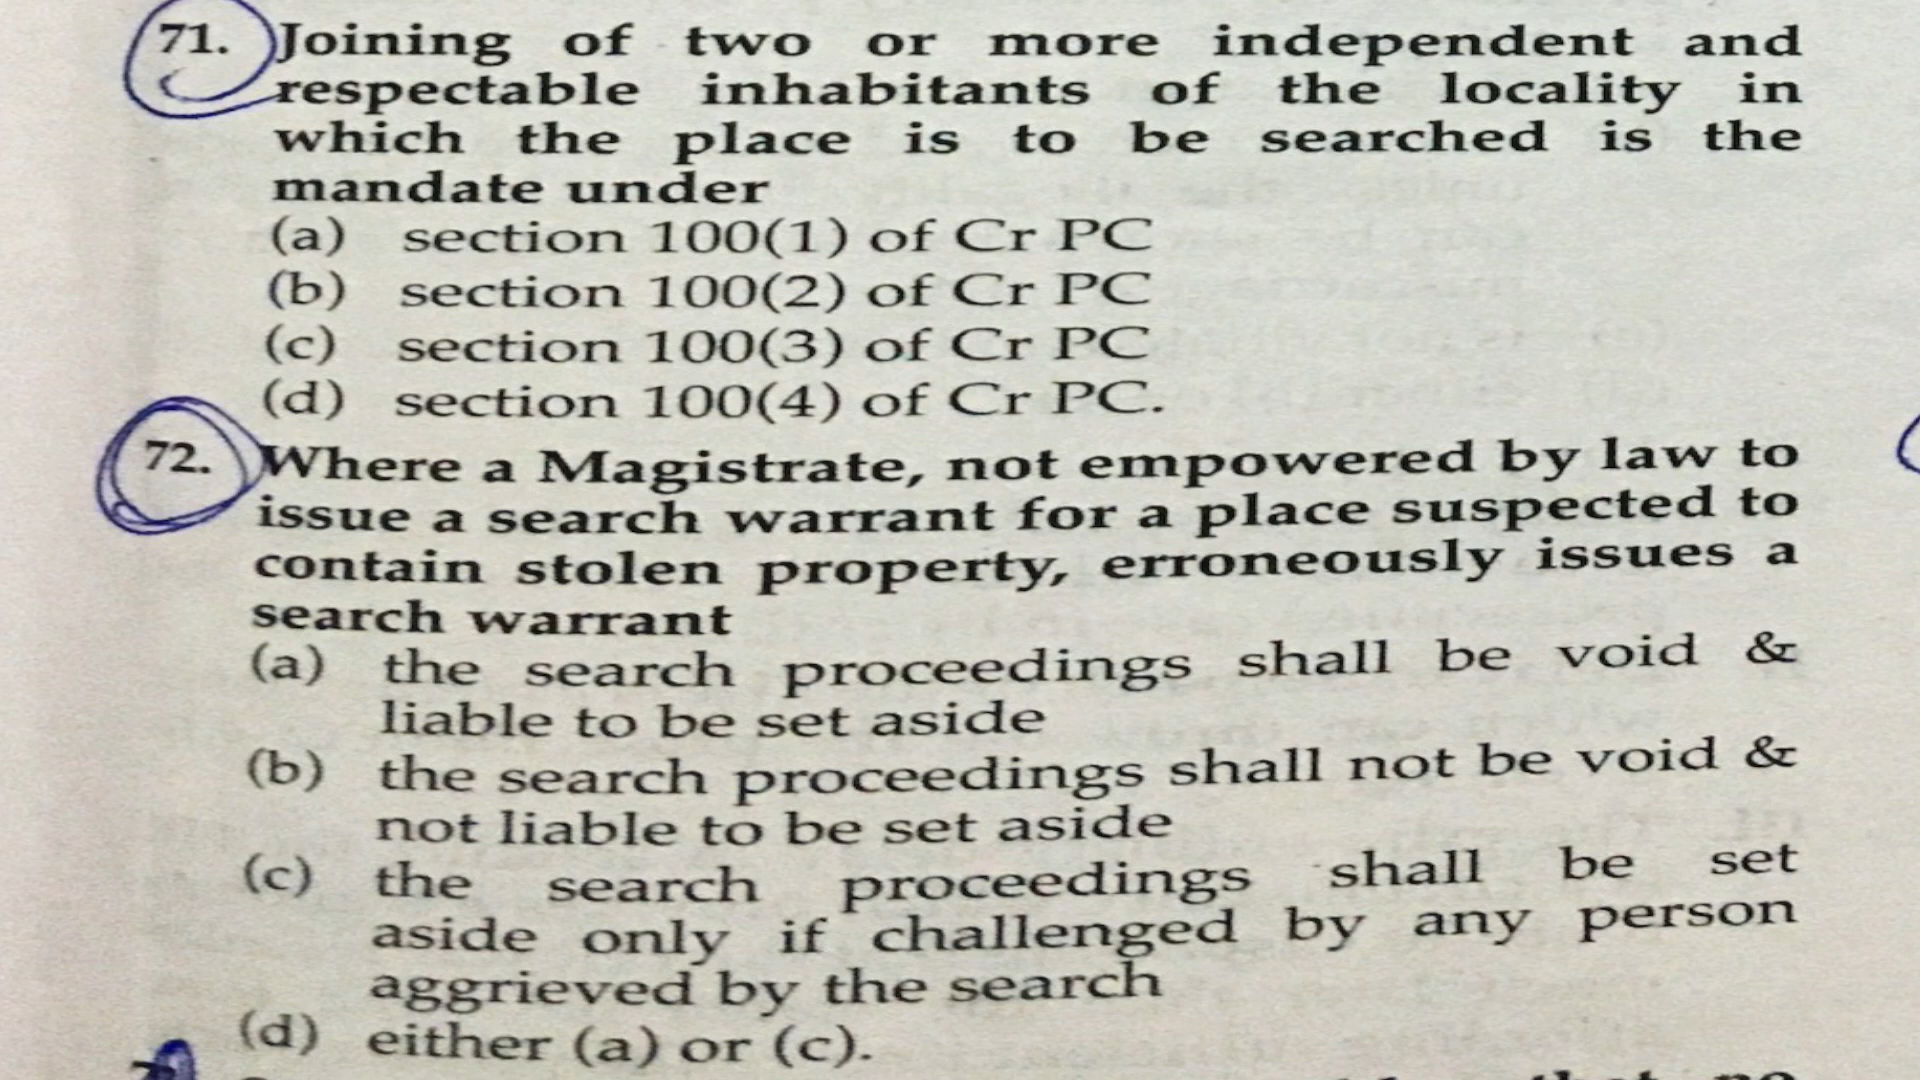 71. Joining of two or more independent and
respectable inhabitants of the locality in
which the place is to be searched is the
mandate under
(a) section 100(1) of Cr PC
(b) section 100(2) of Cr PC
(c) section 100(3) of Cr PC
(d) section 100(4) of Cr PC.
72. Where a Magistrate, not empowered by law to
issue a search warrant for a place suspected to
contain stolen property, erroneously issues a
search warrant
(a) the search proceedings shall be void &
liable to be set aside
(b) the search proceedings shall not be void &
not liable to be set aside
(c) the search proceedings shall be set
aside only if challenged by any person
aggrieved by the search
(d) either (a) or (c).